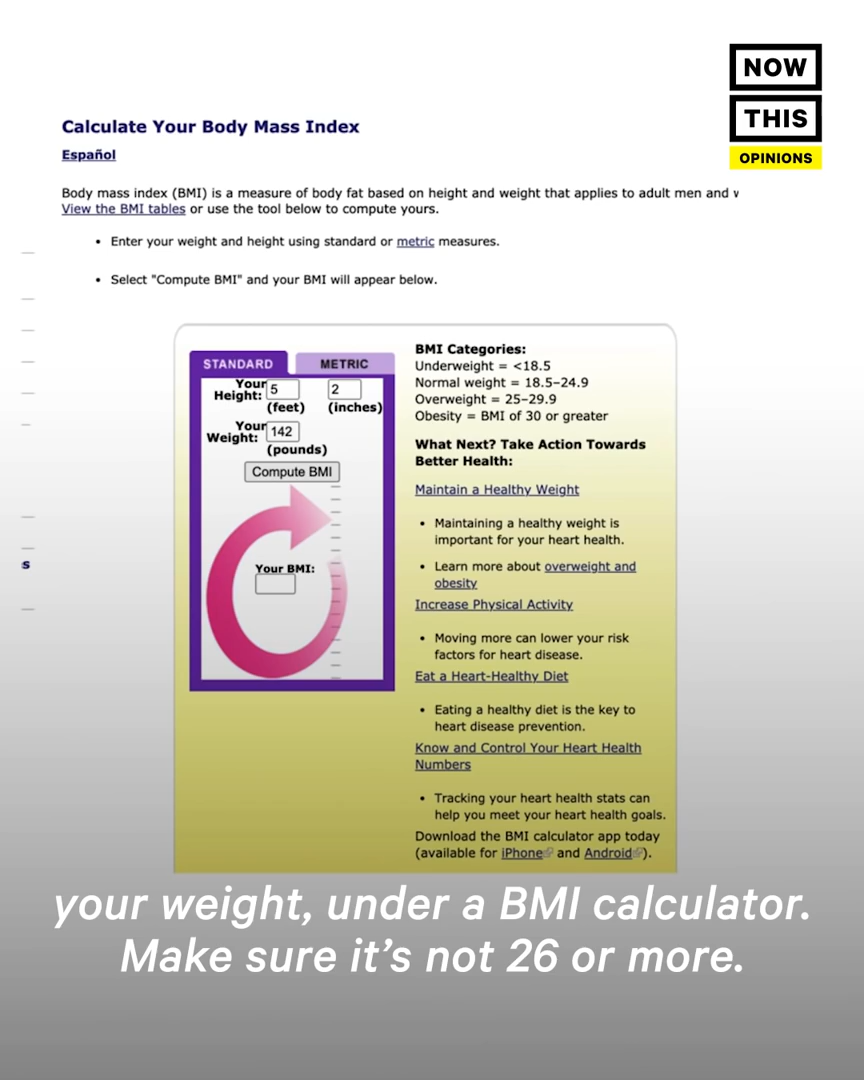 NOW
THIS
OPINIONS
Calculate Your Body Mass Index
Español
Body mass index (BMI) is a measure of body fat based on height and weight that applies to adult men and
View the BMI tables or use the tool below to compute yours.
• Enter your weight and height using standard or metric measures.
• Select "Compute BMI" and your BMI will appear below.
STANDARD
METRIC
Your Height: 5 (feet) 2 (inches)
Your Weight: 142 (pounds)
Compute BMI
Your BMI:
s
BMI Categories:
Underweight = <18.5
Normal weight = 18.5–24.9
Overweight = 25–29.9
Obesity = BMI of 30 or greater
What Next? Take Action Towards
Better Health:
Maintain a Healthy Weight
• Maintaining a healthy weight is
important for your heart health.
• Learn more about overweight and
obesity
Increase Physical Activity
• Moving more can lower your risk
factors for heart disease.
Eat a Heart-Healthy Diet
• Eating a healthy diet is the key to
heart disease prevention.
Know and Control Your Heart Health
Numbers
• Tracking your heart health stats can
help you meet your heart health goals.
Download the BMI calculator app today
(available for iPhone and Android).
your weight, under a BMI calculator.
Make sure it's not 26 or more.